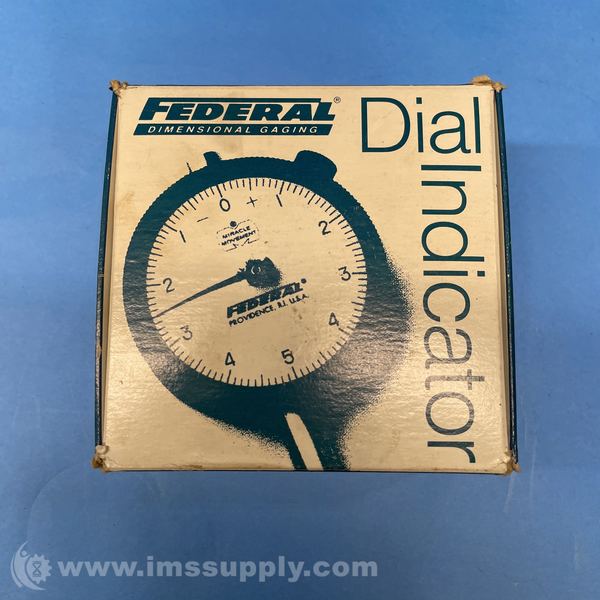 FEDERAL®
DIMENSIONAL GAGING
Dial Indicator
1 - 0 + 1
2 2
3 3
4 5 4
MIRACLE
MOVEMENT
FEDERAL®
PROVIDENCE, R.I. U.S.A.
www.imssupply.com